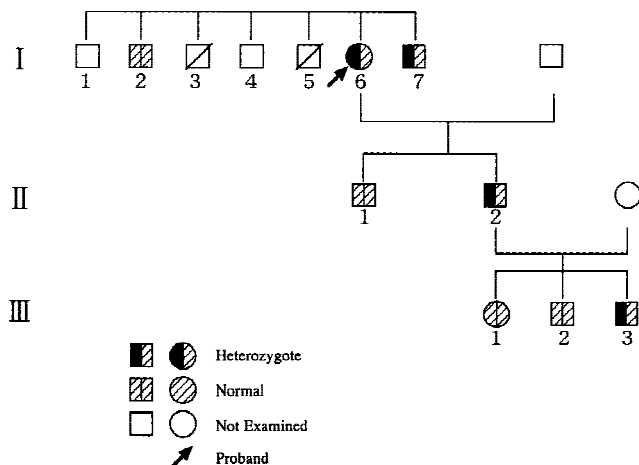 I
1 2 3 4 5 6 7
II
1 2
III
1 2 3
Heterozygote
Normal
Not Examined
Proband